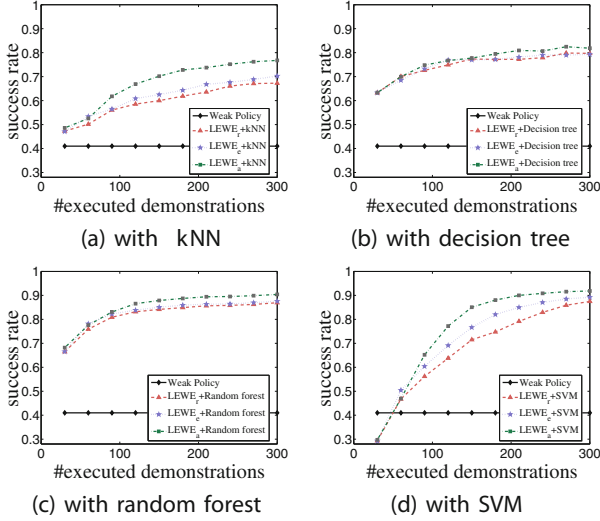 success rate
1
0.9
0.8
0.7
0.6
0.5
0.4
0.3
0
100
200
300
Weak Policy
LEWE_r+kNN
LEWE_e+kNN
LEWE_a+kNN
#executed demonstrations
(a) with kNN
success rate
1
0.9
0.8
0.7
0.6
0.5
0.4
0.3
0
100
200
300
Weak Policy
LEWE_r+Decision tree
LEWE_e+Decision tree
LEWE_a+Decision tree
#executed demonstrations
(b) with decision tree
success rate
1
0.9
0.8
0.7
0.6
0.5
0.4
0.3
0
100
200
300
Weak Policy
LEWE_r+Random forest
LEWE_e+Random forest
LEWE_a+Random forest
#executed demonstrations
(c) with random forest
success rate
1
0.9
0.8
0.7
0.6
0.5
0.4
0.3
0
100
200
300
Weak Policy
LEWE_r+SVM
LEWE_e+SVM
LEWE_a+SVM
#executed demonstrations
(d) with SVM